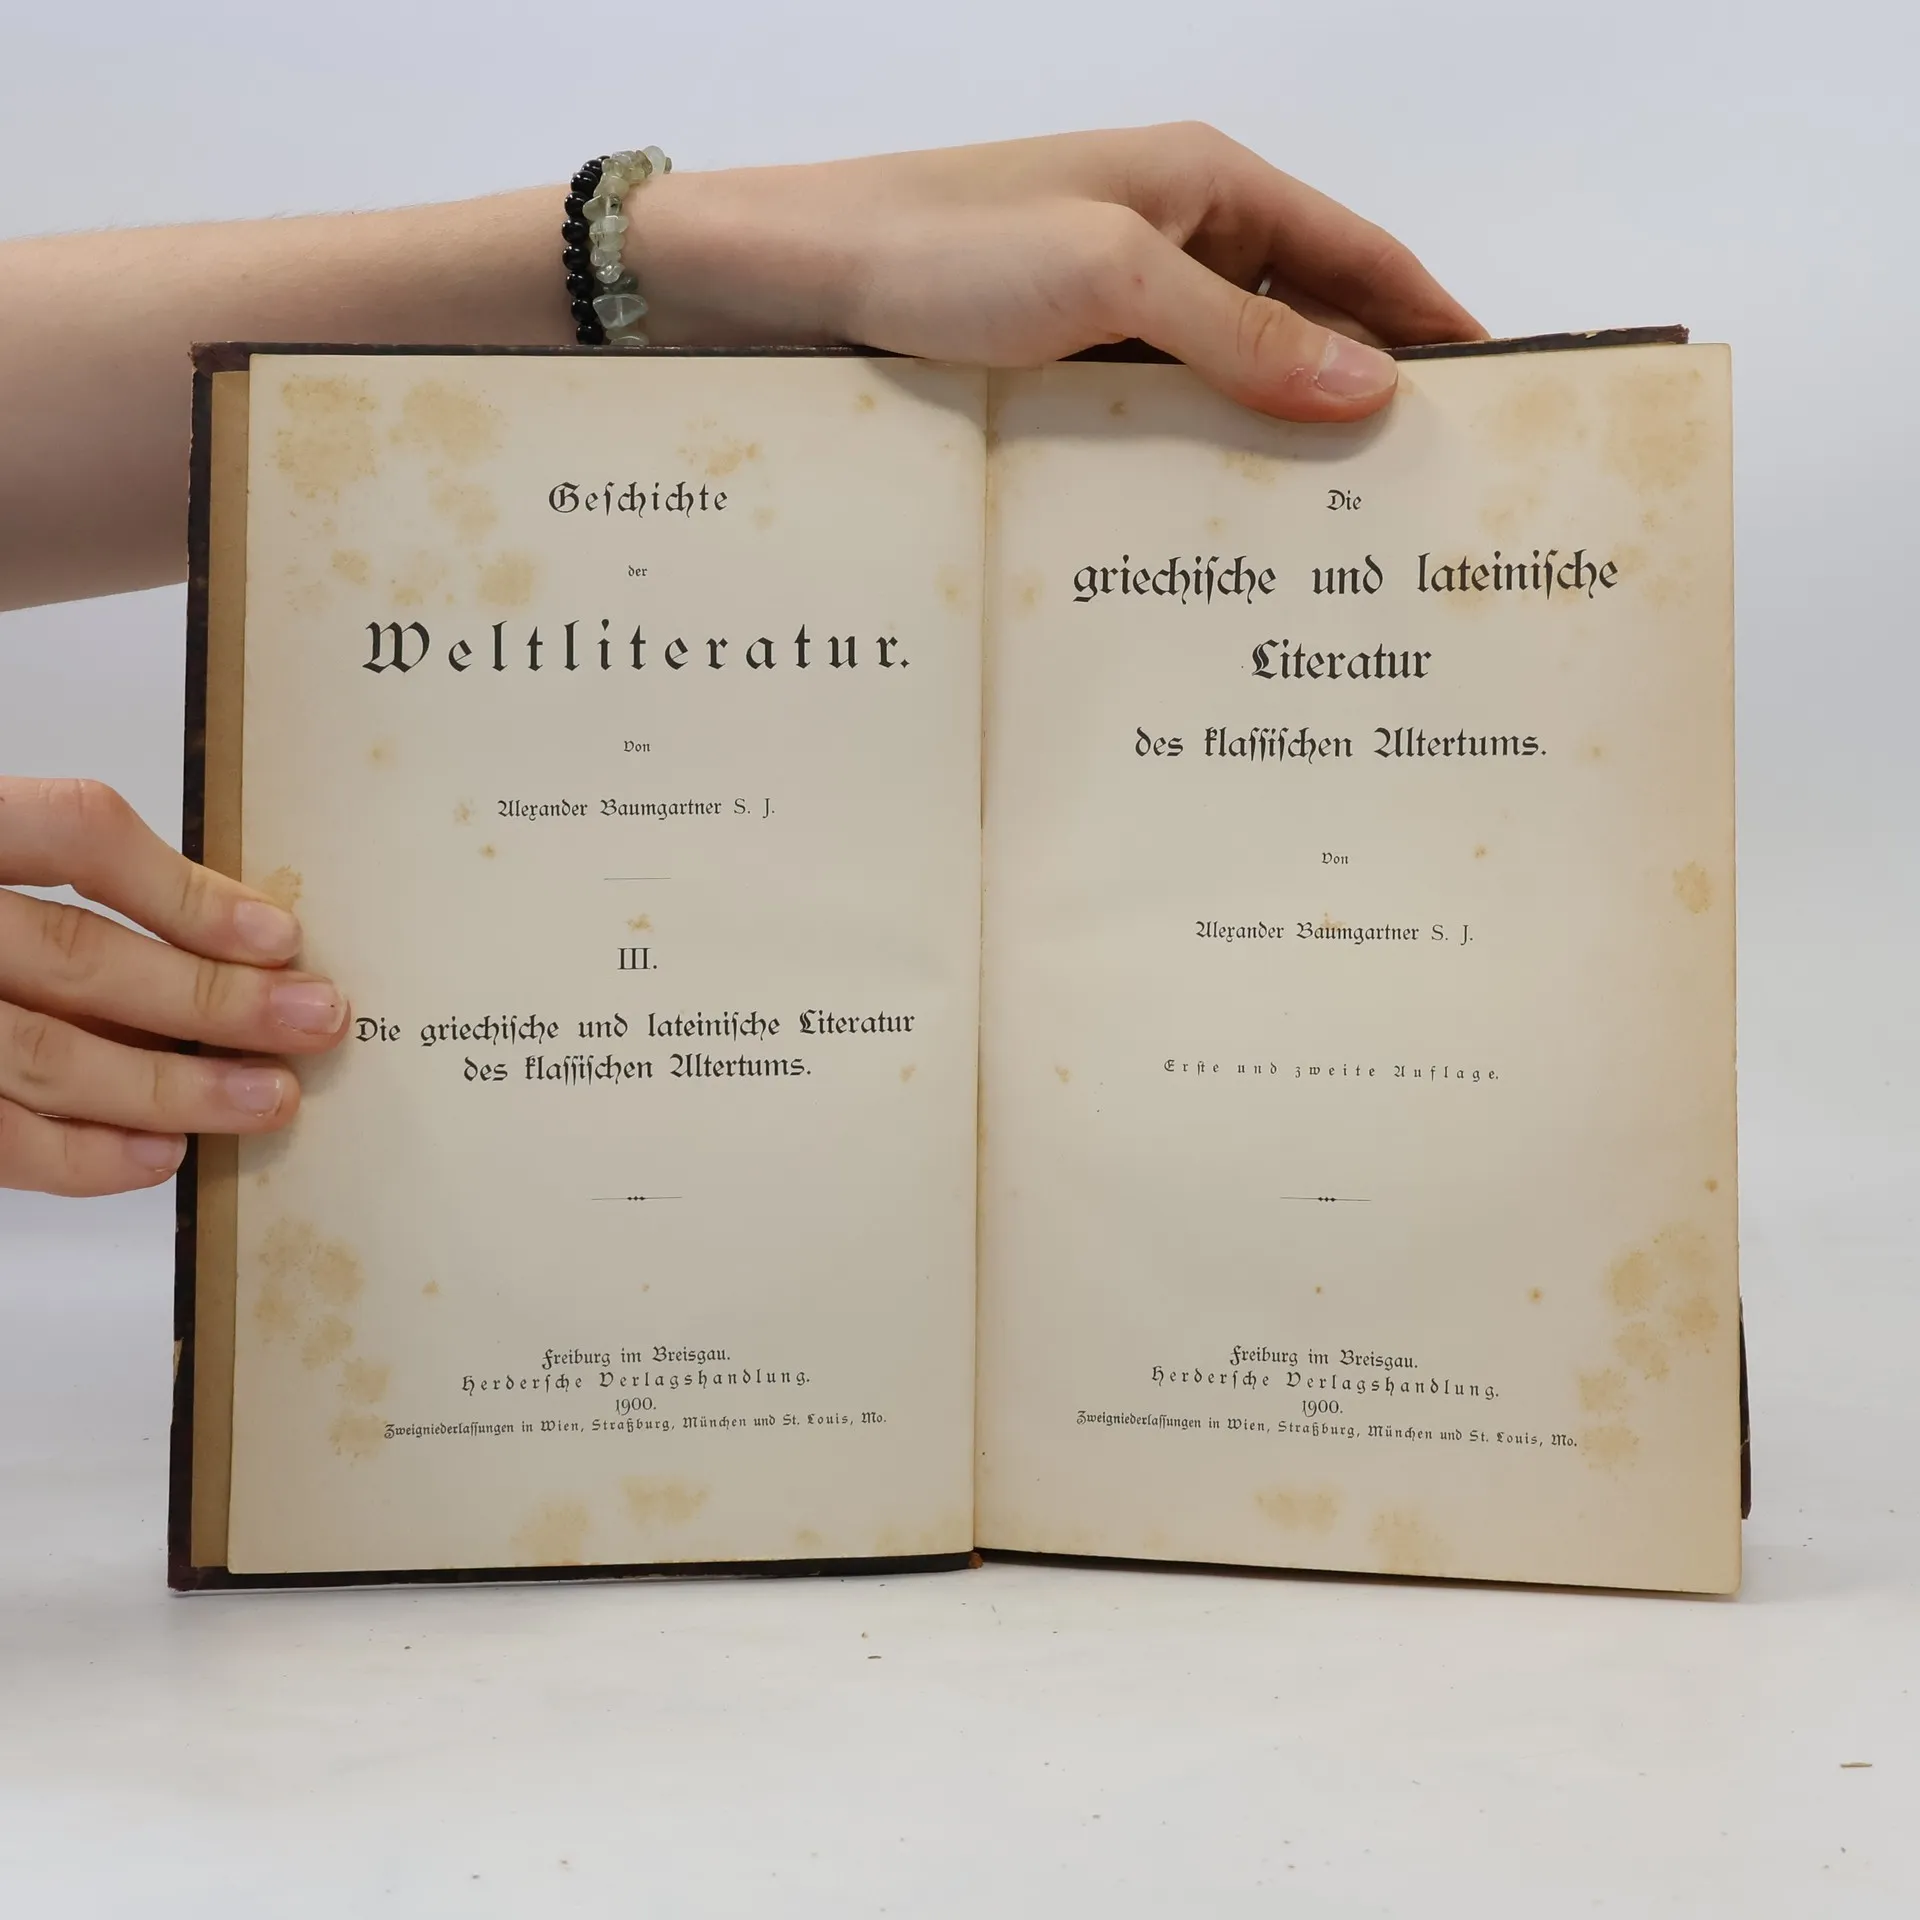 Geſchichte
der
Weltliteratur.
Von
Alexander Baumgartner S. J.
III.
Die griechiſche und lateiniſche Literatur
des klaſſiſchen Altertums.
Freiburg im Breisgau.
Herderſche Verlagshandlung.
1900.
Zweigniederlaſſungen in Wien, Straßburg, München und St. Louis, Mo.
Die
griechiſche und lateiniſche
Literatur
des klaſſiſchen Altertums.
Von
Alexander Baumgartner S. J.
Erſte und zweite Auflage.
Freiburg im Breisgau.
Herderſche Verlagshandlung.
1900.
Zweigniederlaſſungen in Wien, Straßburg, München und St. Louis, Mo.